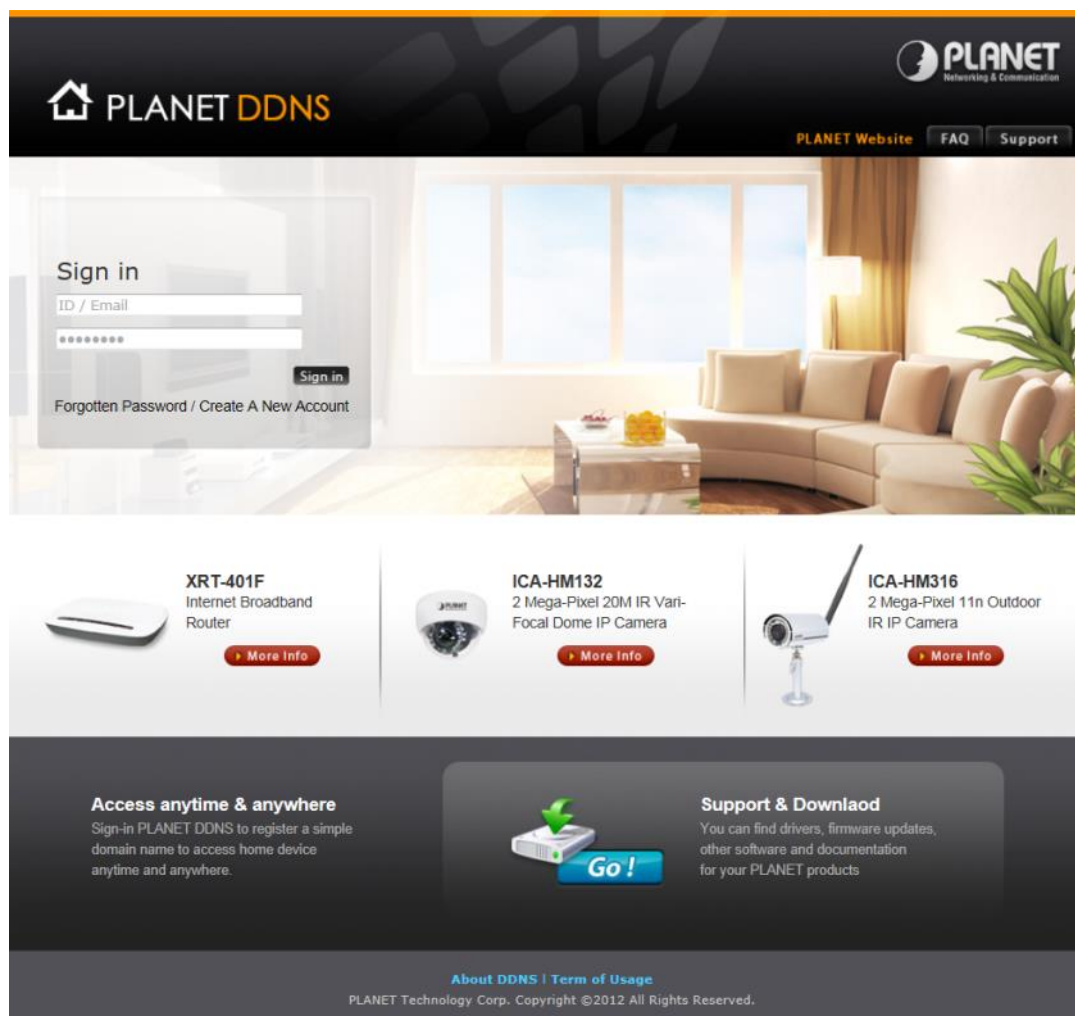 PLANET
Networking & Communication
PLANET DDNS
PLANET Website FAQ Support
Sign in
ID / Email
Sign in
Forgotten Password / Create A New Account
XRT-401F
Internet Broadband
Router
More Info
ICA-HM132
2 Mega-Pixel 20M IR Vari-
Focal Dome IP Camera
More Info
PLANET
ICA-HM316
2 Mega-Pixel 11n Outdoor
IR IP Camera
More Info
Access anytime & anywhere
Sign-in PLANET DDNS to register a simple
domain name to access home device
anytime and anywhere.
Go !
Support & Downlaod
You can find drivers, firmware updates,
other software and documentation
for your PLANET products
About DDNS | Term of Usage
PLANET Technology Corp. Copyright ©2012 All Rights Reserved.